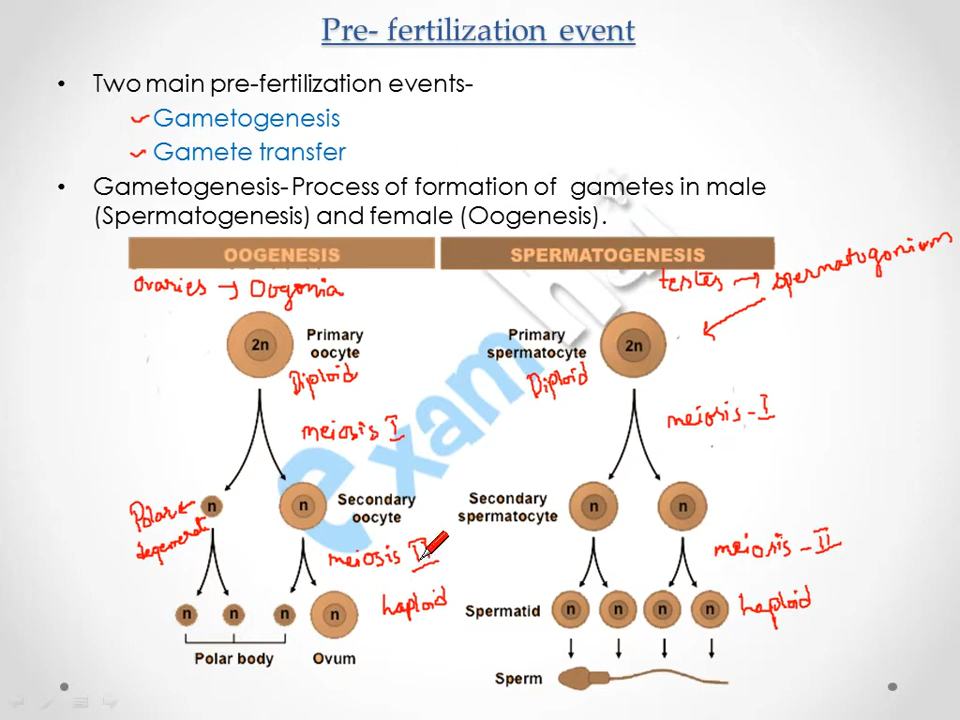 Pre- fertilization event
• Two main pre-fertilization events-
Gametogenesis
Gamete transfer
• Gametogenesis- Process of formation of gametes in male
(Spermatogenesis) and female (Oogenesis).
OOGENESIS
SPERMATOGENESIS
ovaries → Oogonia
testes → spermatogonium
2n
Primary
oocyte
Diploid
Primary
spermatocyte
2n
Diploid
meiosis I
meiosis - I
Polar
degenerat
n
n
Secondary
oocyte
Secondary
spermatocyte
n
n
meiosis II
meiosis - II
n
n
n
n
haploid
Spermatid
n
n
n
n
haploid
Polar body
Ovum
Sperm
examhai